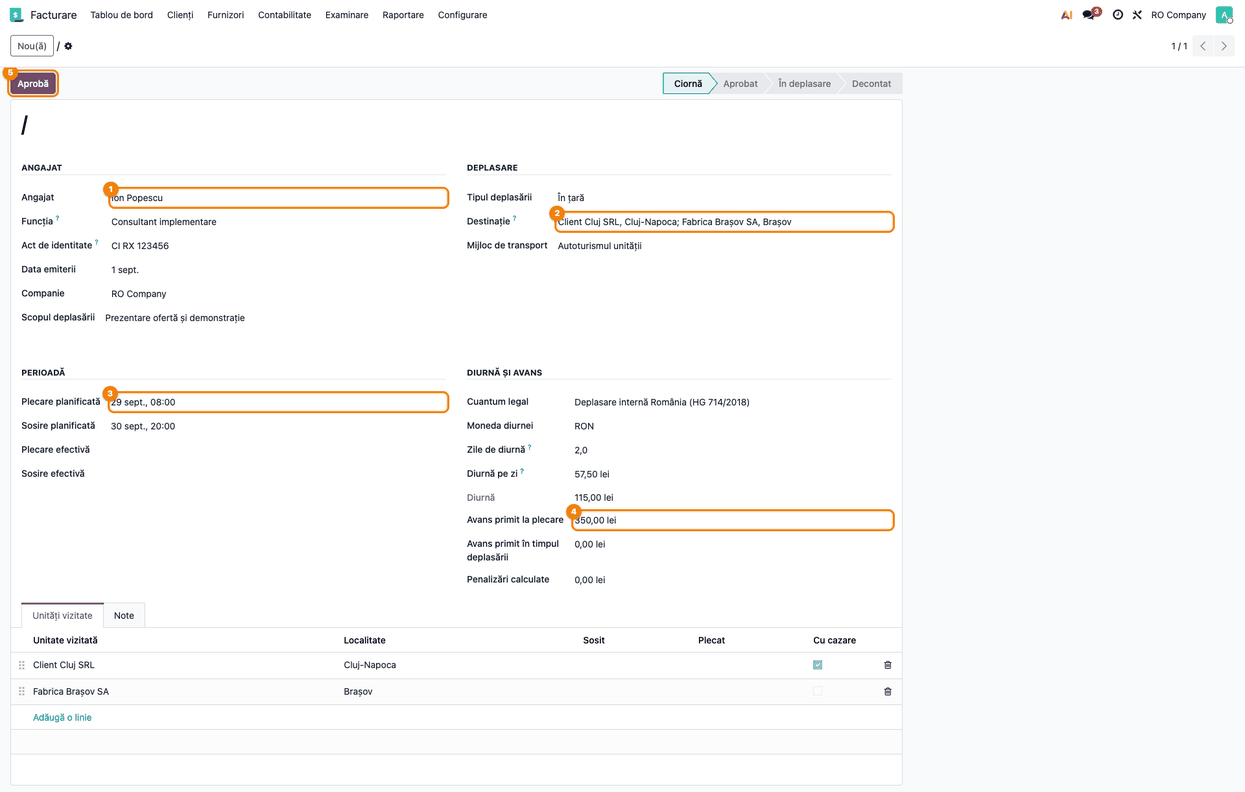 Facturare Tablou de bord Clienți Furnizori Contabilitate Examinare Raportare Configurare AI 3 RO Company A
Nou(ă) / 1 / 1
5
Aprobă Ciornă Aprobat În deplasare Decontat
/
ANGAJAT
1
Angajat Ion Popescu
Funcția ? Consultant implementare
Act de identitate ? CI RX 123456
Data emiterii 1 sept.
Companie RO Company
Scopul deplasării Prezentare ofertă și demonstrație
DEPLASARE
Tipul deplasării În țară
2
Destinație ? Client Cluj SRL, Cluj-Napoca; Fabrica Brașov SA, Brașov
Mijloc de transport Autoturismul unității
PERIOADĂ
3
Plecare planificată 29 sept., 08:00
Sosire planificată 30 sept., 20:00
Plecare efectivă
Sosire efectivă
DIURNĂ ȘI AVANS
Cuantum legal Deplasare internă România (HG 714/2018)
Moneda diurnei RON
Zile de diurnă ? 2,0
Diurnă pe zi ? 57,50 lei
Diurnă 115,00 lei
4
Avans primit la plecare 350,00 lei
Avans primit în timpul 0,00 lei
deplasării
Penalizări calculate 0,00 lei
Unități vizitate Note
Unitate vizitată Localitate Sosit Plecat Cu cazare
Client Cluj SRL Cluj-Napoca
Fabrica Brașov SA Brașov
Adăugă o linie